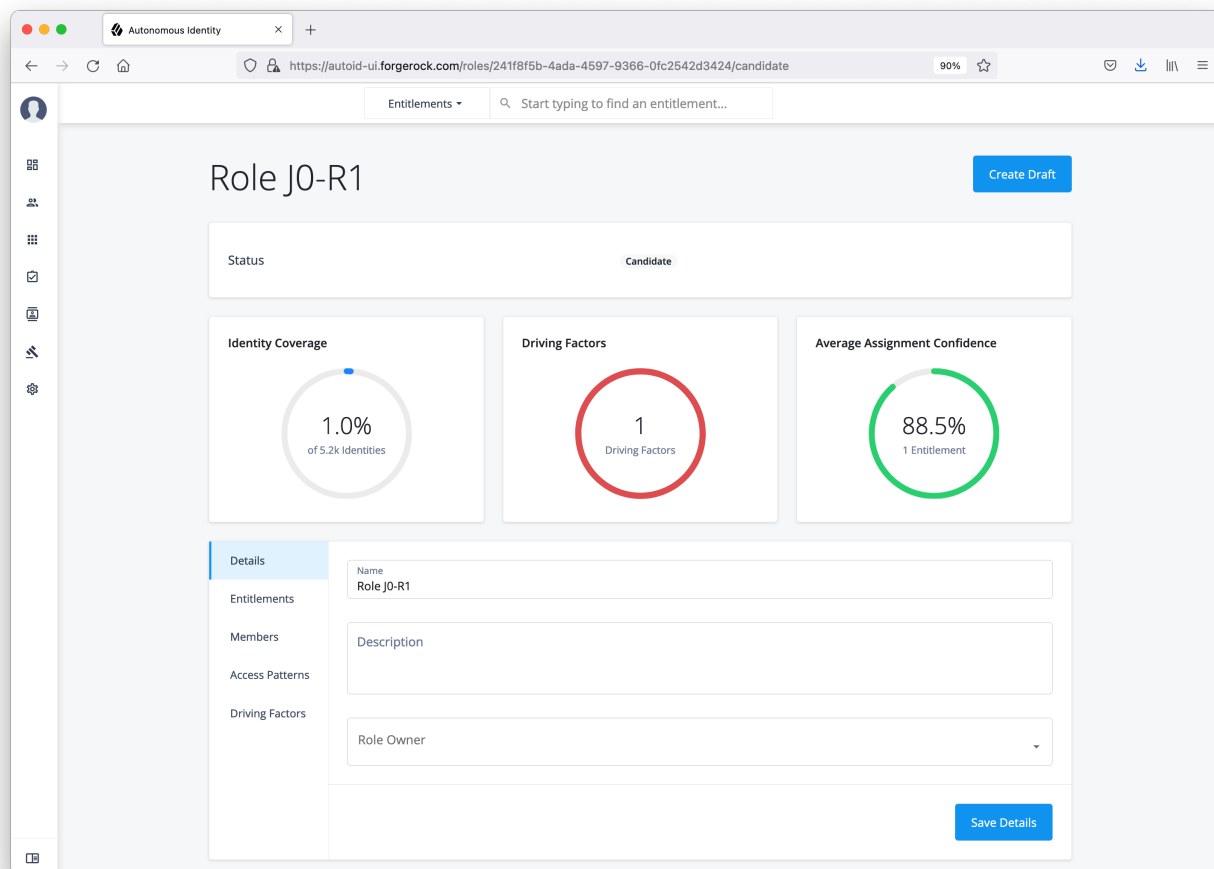 Autonomous Identity
https://autoid-ui.forgerock.com/roles/241f8f5b-4ada-4597-9366-0fc2542d3424/candidate
90%
Entitlements
Start typing to find an entitlement...
Role J0-R1
Create Draft
Status
Candidate
Identity Coverage
1.0%
of 5.2k Identities
Driving Factors
1
Driving Factors
Average Assignment Confidence
88.5%
1 Entitlement
Details
Entitlements
Members
Access Patterns
Driving Factors
Name
Role J0-R1
Description
Role Owner
Save Details